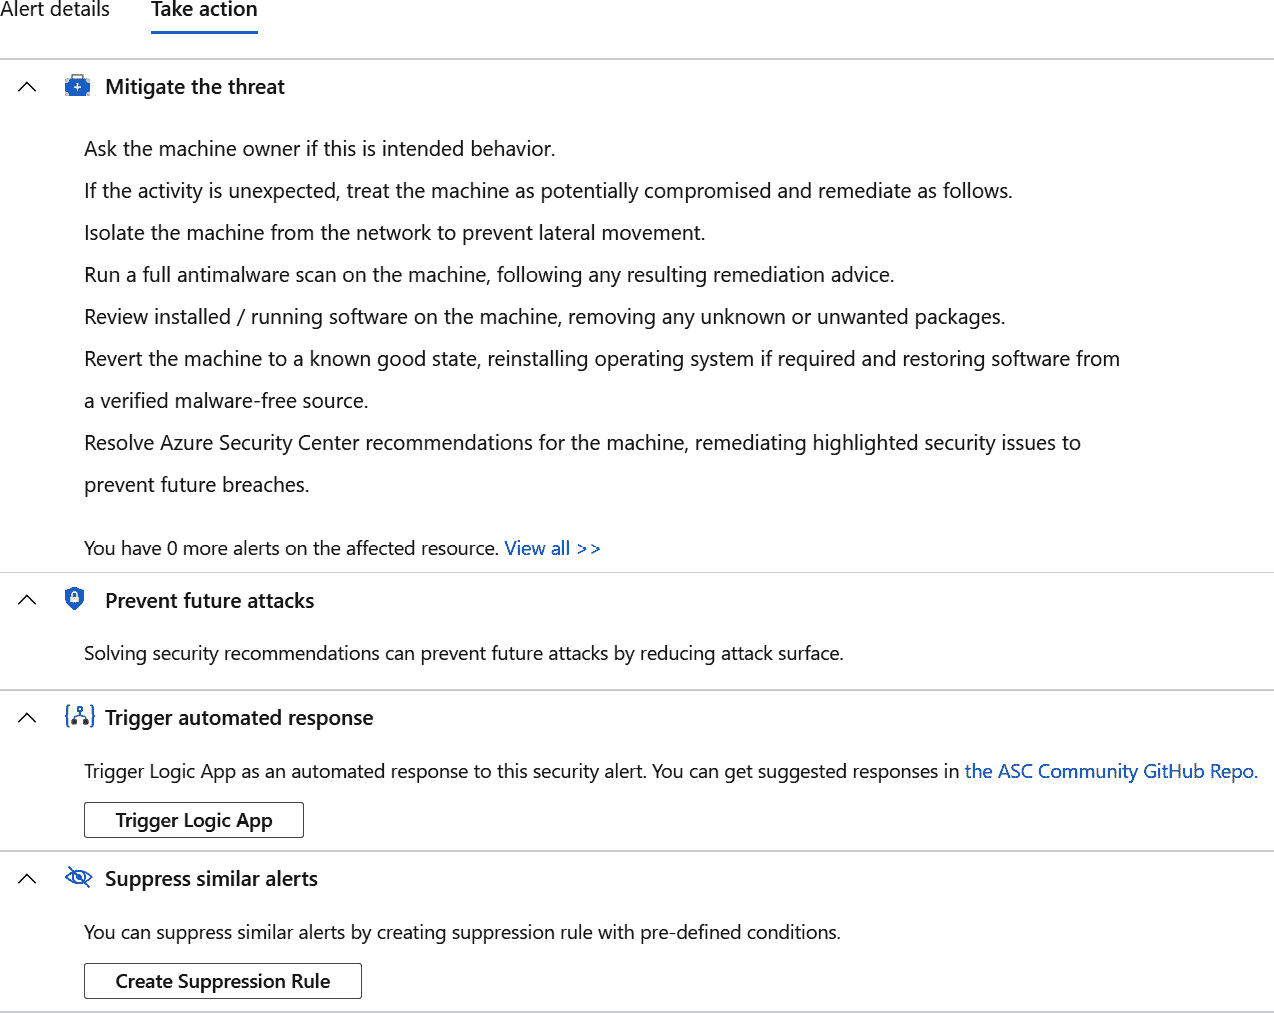 Alert details
Take action
Mitigate the threat
Ask the machine owner if this is intended behavior.
If the activity is unexpected, treat the machine as potentially compromised and remediate as follows.
Isolate the machine from the network to prevent lateral movement.
Run a full antimalware scan on the machine, following any resulting remediation advice.
Review installed / running software on the machine, removing any unknown or unwanted packages.
Revert the machine to a known good state, reinstalling operating system if required and restoring software from
a verified malware-free source.
Resolve Azure Security Center recommendations for the machine, remediating highlighted security issues to
prevent future breaches.
You have 0 more alerts on the affected resource. View all >>
Prevent future attacks
Solving security recommendations can prevent future attacks by reducing attack surface.
Trigger automated response
Trigger Logic App as an automated response to this security alert. You can get suggested responses in the ASC Community GitHub Repo.
Trigger Logic App
Suppress similar alerts
You can suppress similar alerts by creating suppression rule with pre-defined conditions.
Create Suppression Rule